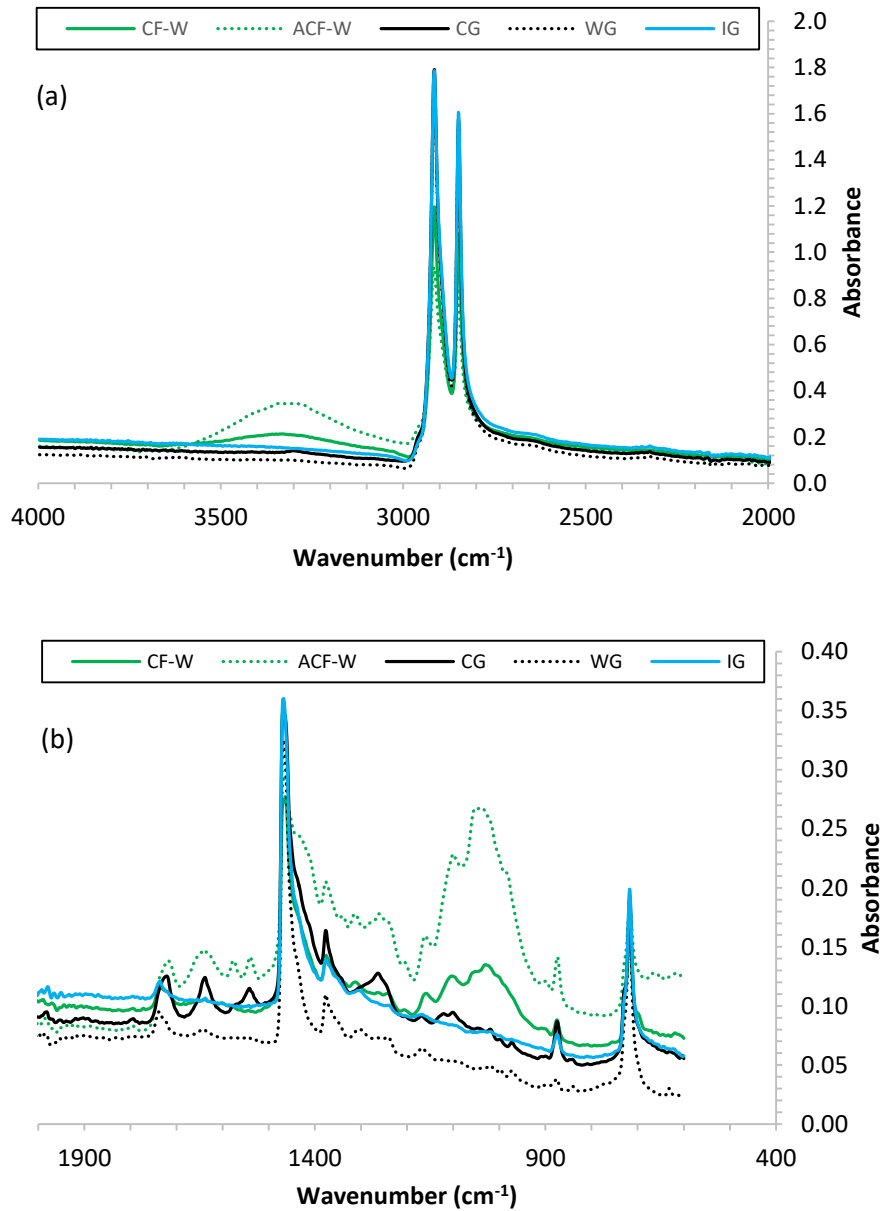 CF-W ACF-W CG WG IG
(a)
2.0
1.8
1.6
1.4
1.2
1.0
0.8
0.6
0.4
0.2
0.0
Absorbance
4000 3500 3000 2500 2000
Wavenumber (cm-1)
CF-W ACF-W CG WG IG
(b)
0.40
0.35
0.30
0.25
0.20
0.15
0.10
0.05
0.00
Absorbance
1900 1400 900 400
Wavenumber (cm-1)